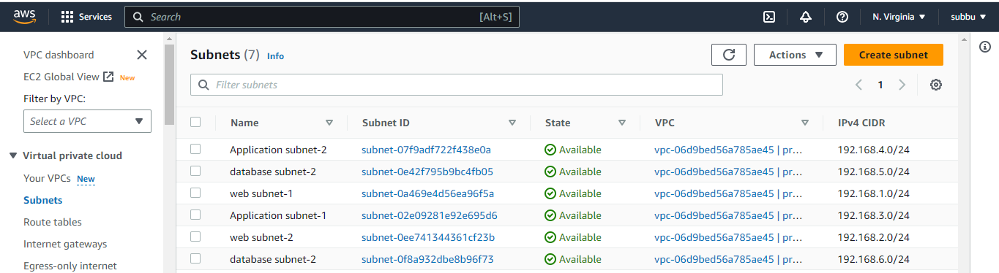 aws Services Search [Alt+S] N. Virginia subbu
VPC dashboard
EC2 Global View New
Filter by VPC:
Select a VPC
Virtual private cloud
Your VPCs New
Subnets
Route tables
Internet gateways
Egress-only internet
Subnets (7) Info Actions Create subnet
Filter subnets 1
Name Subnet ID State VPC IPv4 CIDR
Application subnet-2 subnet-07f9adf722f438e0a Available vpc-06d9bed56a785ae45 | pr... 192.168.4.0/24
database subnet-2 subnet-0e42f795b9bc4fb05 Available vpc-06d9bed56a785ae45 | pr... 192.168.5.0/24
web subnet-1 subnet-0a469e4d56ea96f5a Available vpc-06d9bed56a785ae45 | pr... 192.168.1.0/24
Application subnet-1 subnet-02e09281e92e695d6 Available vpc-06d9bed56a785ae45 | pr... 192.168.3.0/24
web subnet-2 subnet-0ee741344361cf23b Available vpc-06d9bed56a785ae45 | pr... 192.168.2.0/24
database subnet-2 subnet-0f8a932dbe8b96f73 Available vpc-06d9bed56a785ae45 | pr... 192.168.6.0/24